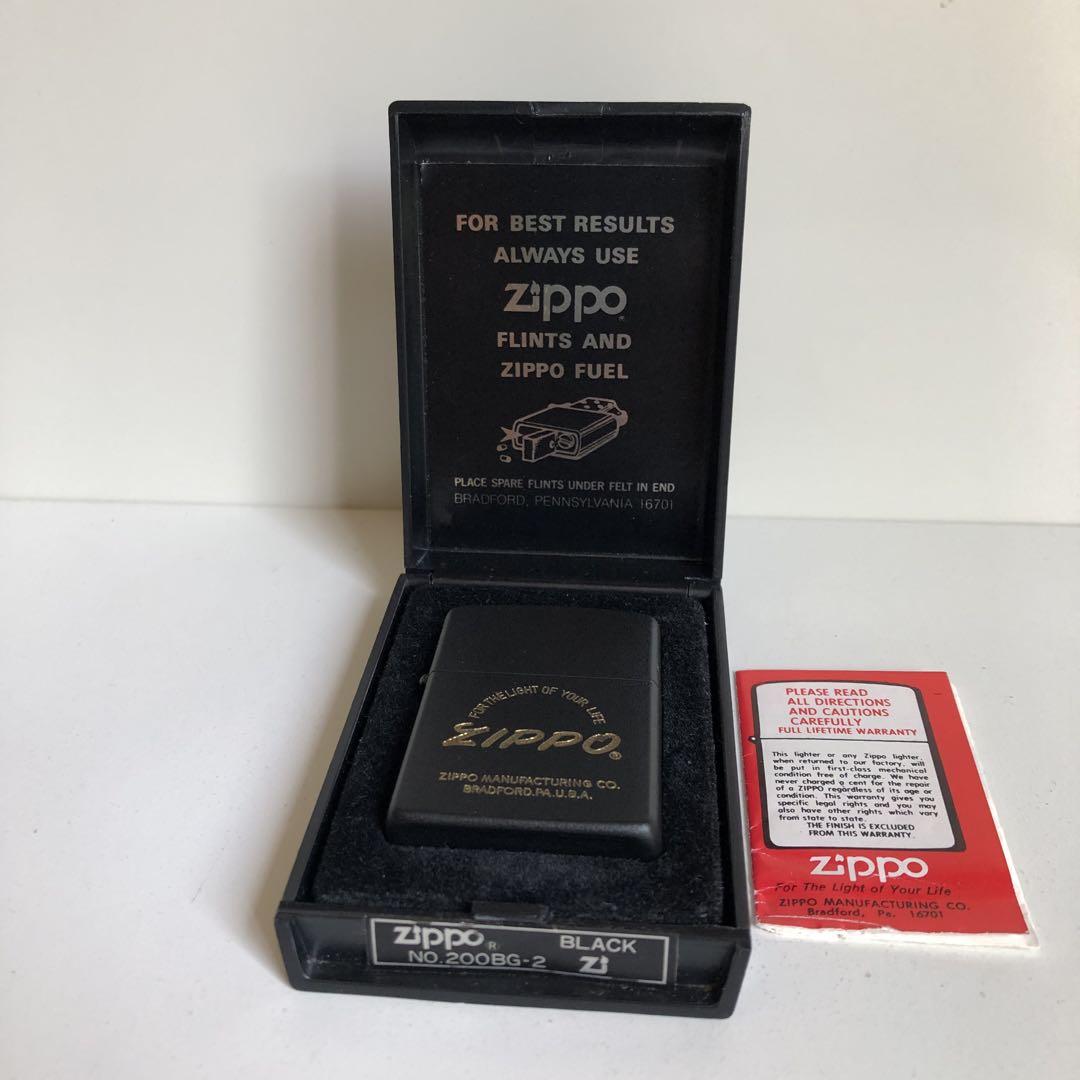 FOR BEST RESULTS
ALWAYS USE
Zippo
FLINTS AND
ZIPPO FUEL
PLACE SPARE FLINTS UNDER FELT IN END
BRADFORD, PENNSYLVANIA 16701
FOR THE LIGHT OF YOUR LIFE
ZIPPO®
ZIPPO MANUFACTURING CO.
BRADFORD.PA.U.S.A.
Zippo® BLACK
NO.200BG-2 Zi
PLEASE READ
ALL DIRECTIONS
AND CAUTIONS
CAREFULLY
FULL LIFETIME WARRANTY
This lighter or any Zippo lighter,
when returned to our factory, will
be put in first-class mechanical
condition free of charge. We have
never charged a cent for the repair
of a ZIPPO regardless of its age or
condition. This warranty gives you
specific legal rights and you may
also have other rights which vary
from state to state.
THE FINISH IS EXCLUDED
FROM THIS WARRANTY.
Zippo
For The Light of Your Life
ZIPPO MANUFACTURING CO.
Bradford, Pa. 16701